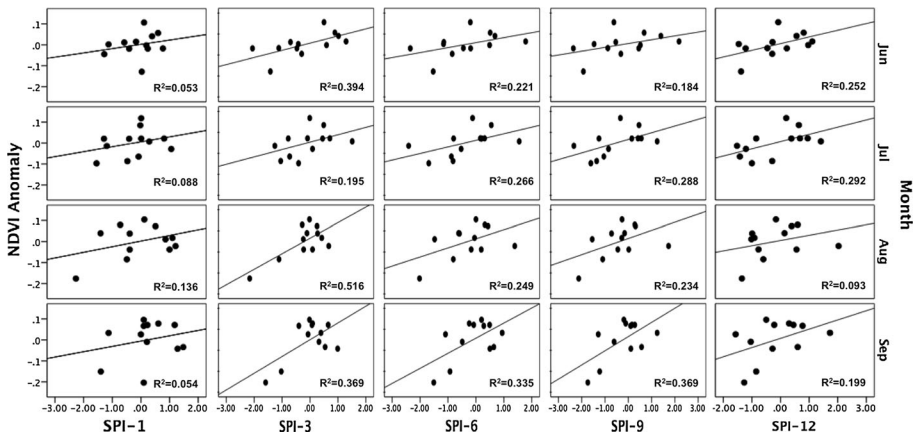 .1
.0
-.1
-.2
R²=0.053
R²=0.394
R²=0.221
R²=0.184
R²=0.252
Jun
.1
.0
-.1
-.2
R²=0.088
R²=0.195
R²=0.266
R²=0.288
R²=0.292
Jul
NDVI Anomaly
Month
.1
.0
-.1
-.2
R²=0.136
R²=0.516
R²=0.249
R²=0.234
R²=0.093
Aug
.1
.0
-.1
-.2
R²=0.054
R²=0.369
R²=0.335
R²=0.369
R²=0.199
Sep
-3.00 -2.00 -1.00 .00 1.00 2.00
-3.00 -2.00 -1.00 .00 1.00 2.00
-3.00 -2.00 -1.00 .00 1.00 2.00
-3.00 -2.00 -1.00 .00 1.00 2.00 3.00
-2.00 -1.00 .00 1.00 2.00 3.00
SPI-1
SPI-3
SPI-6
SPI-9
SPI-12